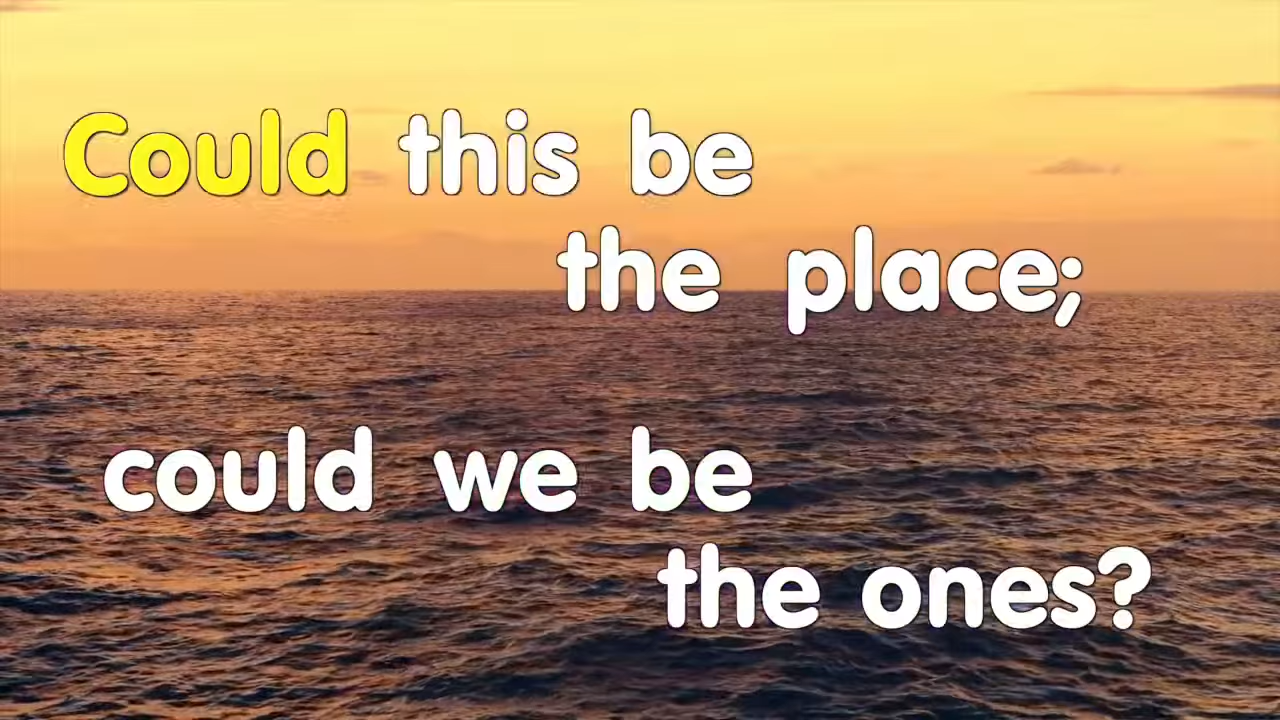 Could this be
the place;
could we be
the ones?